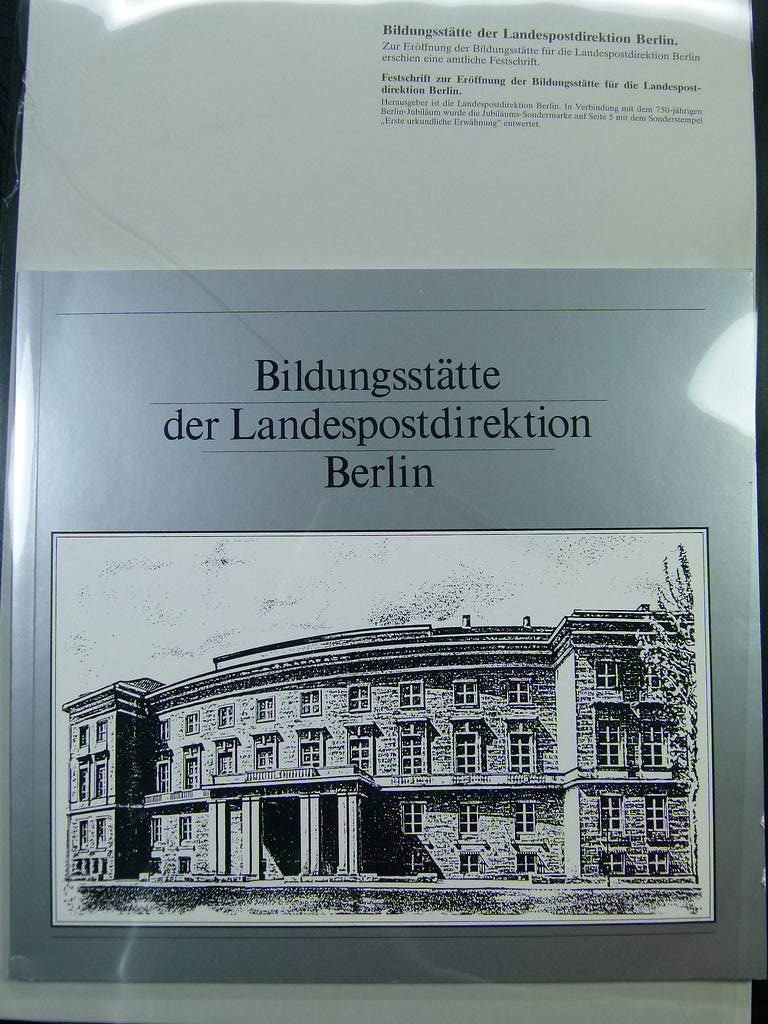 Bildungsstätte der Landespostdirektion Berlin.
Zur Eröffnung der Bildungsstätte für die Landespostdirektion Berlin
erschien eine amtliche Festschrift.
Festschrift zur Eröffnung der Bildungsstätte für die Landespost-
direktion Berlin.
Herausgeber ist die Landespostdirektion Berlin. In Verbindung mit dem 750-jährigen
Berlin-Jubiläum wurde die Jubiläums-Sondermarke auf Seite 5 mit dem Sonderstempel
„Erste urkundliche Erwähnung" entwertet.
Bildungsstätte
der Landespostdirektion
Berlin